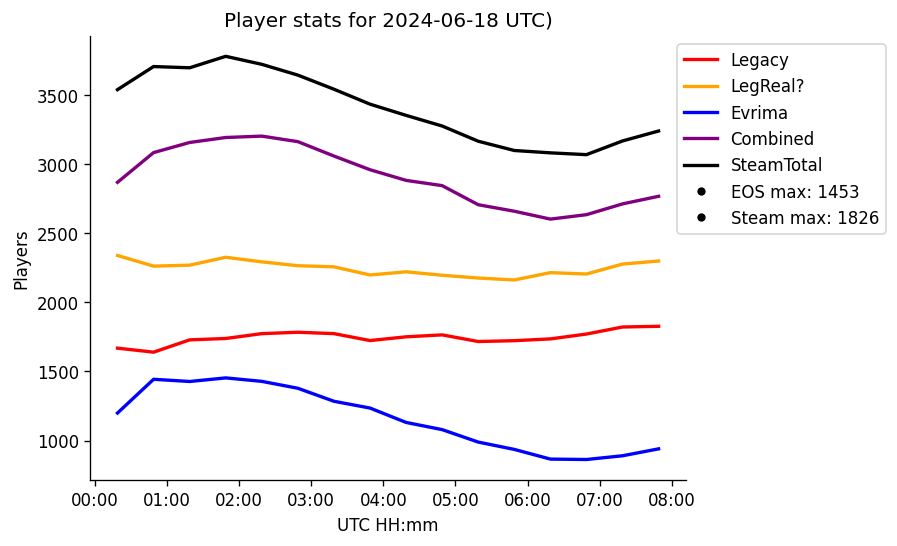 Player stats for 2024-06-18 UTC)
Legacy
LegReal?
Evrima
Combined
SteamTotal
EOS max: 1453
Steam max: 1826
Players
3500
3000
2500
2000
1500
1000
00:00 01:00 02:00 03:00 04:00 05:00 06:00 07:00 08:00
UTC HH:mm